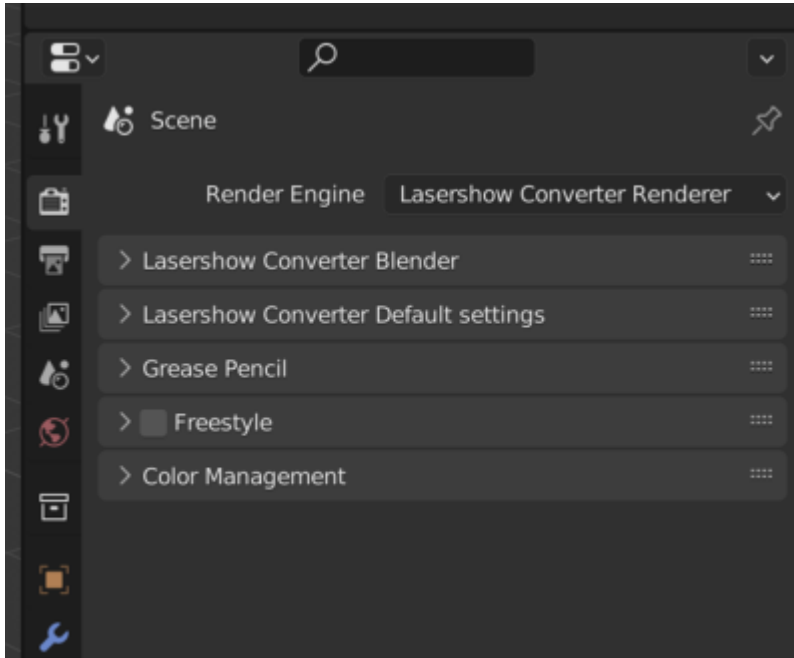 Scene
Render Engine Lasershow Converter Renderer
Lasershow Converter Blender
Lasershow Converter Default settings
Grease Pencil
Freestyle
Color Management